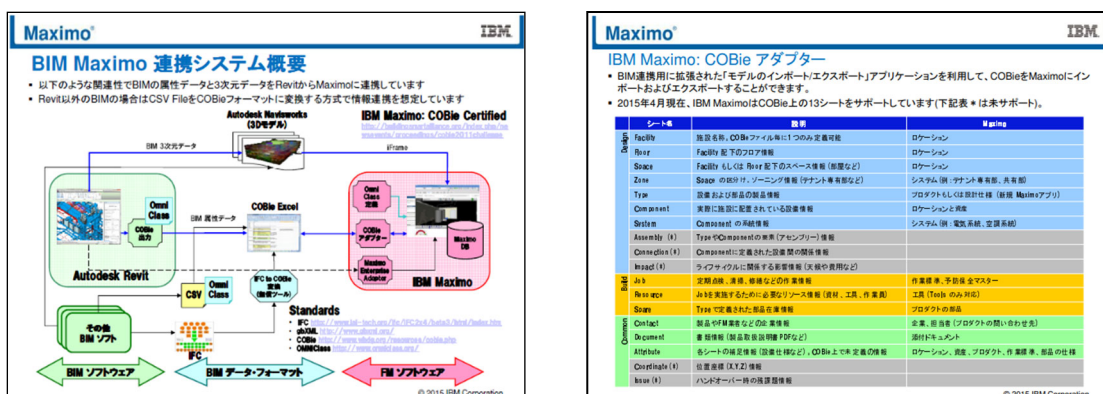 Maximo®
IBM.
BIM Maximo 連携システム概要
▪ 以下のような関連性でBIMの属性データと3次元データをRevitからMaximoに連携しています
▪ Revit以外のBIMの場合はCSV FileをCOBieフォーマットに変換する方式で情報連携を想定しています
Autodesk Navisworks
(3Dモデル)
IBM Maximo: COBie Certified
BIM 3次元データ
iFrame
Omni
Class
COBie
出力
Autodesk Revit
BIM 属性データ
COBie Excel
Omni
Class
定義
COBie
アダプター
Maximo
Enterprise
Adapter
Maximo
DB
IBM Maximo
CSV
Omni
Class
IFC to COBie
変換
その他
BIM ソフト
IFC
Standards
• IFC
• gbXML http://www.gbxml.org/
• COBie
• OMNIClass http://www.omniclass.org/
BIM ソフトウェア
BIM データ・フォーマット
FM ソフトウェア
© 2015 IBM Corporation
Maximo®
IBM.
IBM Maximo: COBie アダプター
▪ BIM連携用に拡張された「モデルのインポート/エクスポート」アプリケーションを利用して、COBieをMaximoにイン
ポートおよびエクスポートすることができます。
▪ 2015年4月現在、IBM MaximoはCOBie上の13シートをサポートしています(下記表 * は未サポート)。
シート名 説明 Maximo
Design
Facility 施設名称、COBieファイル毎に1つのみ定義可能 ロケーション
Floor Facility 配下のフロア情報 ロケーション
Space Facility もしくは Floor 配下のスペース情報 (部屋など) ロケーション
Zone Space の区分け、ゾーニング情報 (テナント専有部など) システム (例:テナント専有部、共有部)
Type 設備および部品の製品情報 プロダクトもしくは設計仕様 (新規 Maximoアプリ)
Component 実際に施設に配置されている設備情報 ロケーションと資産
System Component の系統情報 システム (例:電気系統、空調系統)
Assembly (*) TypeやComponentの要素 (アセンブリー) 情報
Connection (*) Componentに定義された設備間の関係情報
Impact (*) ライフサイクルに関係する影響情報 (天候や費用など)
Build
Job 定期点検、清掃、修繕などの作業情報 作業標準、予防保全マスター
Resource Jobを実施するために必要なリソース情報 (資材、工具、作業員) 工具 (Tools のみ対応)
Spare Type で定義された部品在庫情報 プロダクトの部品
Common
Contact 製品やFM業者などの企業情報 企業、担当者 (プロダクトの問い合わせ先)
Document 書類情報 (製品取扱説明書PDFなど) 添付ドキュメント
Attribute 各シートの補足情報 (設備仕様など)、COBie上で未定義の情報 ロケーション、資産、プロダクト、作業標準、部品の仕様
Coordinate (*) 位置座標 (X,Y,Z) 情報
Issue (*) ハンドオーバー時の残課題情報
© 2015 IBM Corporation